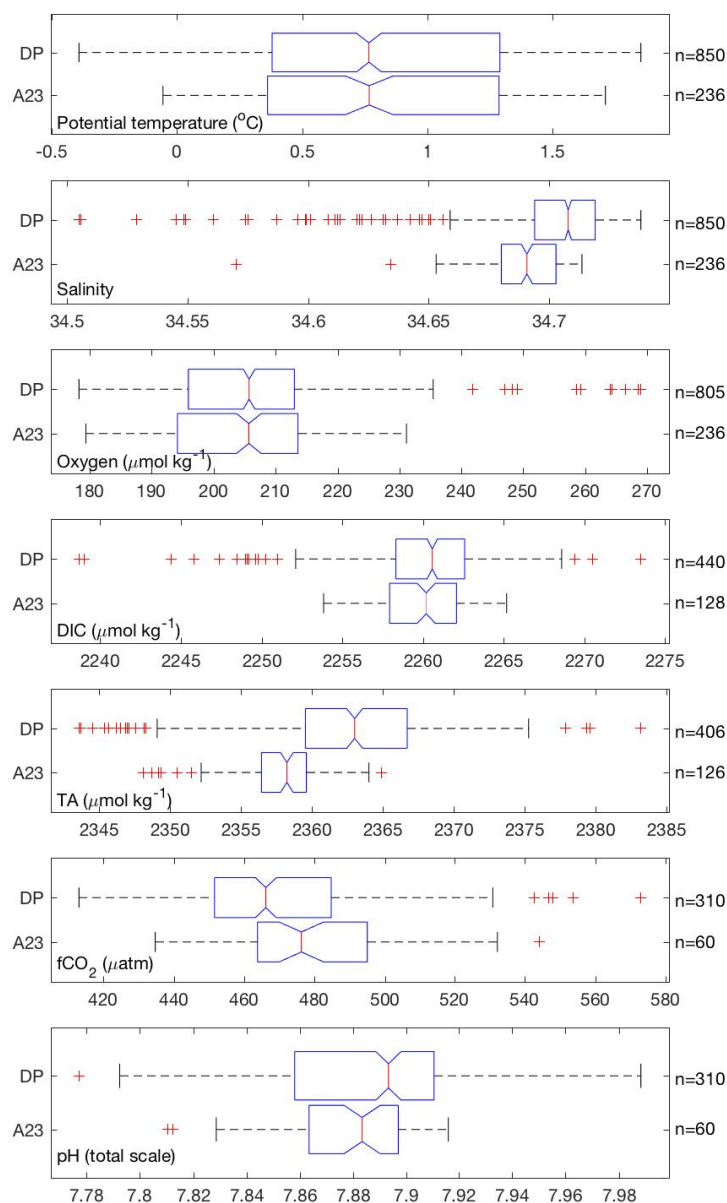 DP n=850
A23 n=236
Potential temperature (°C)
-0.5 0 0.5 1 1.5
DP n=850
A23 n=236
Salinity
34.5 34.55 34.6 34.65 34.7
DP n=805
A23 n=236
Oxygen (μmol kg⁻¹)
180 190 200 210 220 230 240 250 260 270
DP n=440
A23 n=128
DIC (μmol kg⁻¹)
2240 2245 2250 2255 2260 2265 2270 2275
DP n=406
A23 n=126
TA (μmol kg⁻¹)
2345 2350 2355 2360 2365 2370 2375 2380 2385
DP n=310
A23 n=60
fCO₂ (μatm)
420 440 460 480 500 520 540 560 580
DP n=310
A23 n=60
pH (total scale)
7.78 7.8 7.82 7.84 7.86 7.88 7.9 7.92 7.94 7.96 7.98